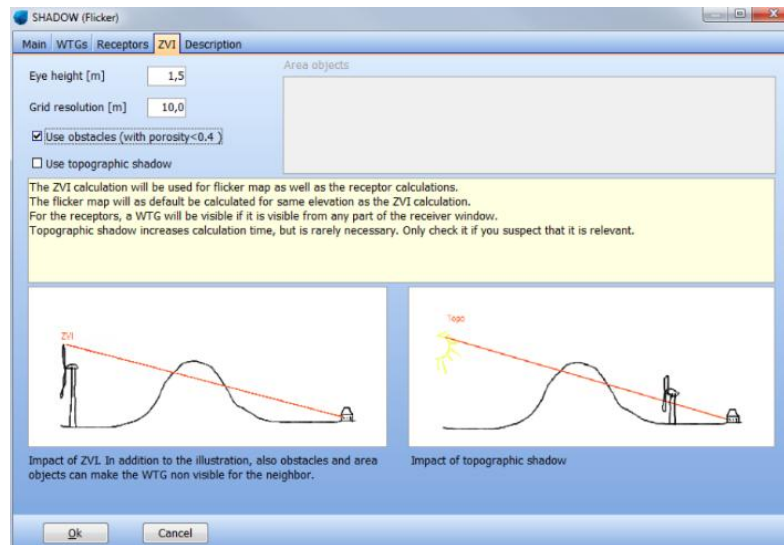 SHADOW (Flicker)
Main WTGs Receptors ZVI Description
Eye height [m] 1,5
Area objects
Grid resolution [m] 10,0
Use obstacles (with porosity<0.4 )
Use topographic shadow
The ZVI calculation will be used for flicker map as well as the receptor calculations.
The flicker map will as default be calculated for same elevation as the ZVI calculation.
For the receptors, a WTG will be visible if it is visible from any part of the receiver window.
Topographic shadow increases calculation time, but is rarely necessary. Only check it if you suspect that it is relevant.
ZVI
Topo
Impact of ZVI. In addition to the illustration, also obstacles and area
objects can make the WTG non visible for the neighbor.
Impact of topographic shadow
Ok Cancel